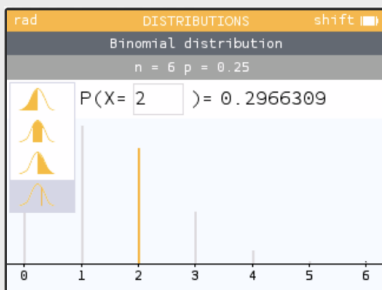 rad DISTRIBUTIONS shift
Binomial distribution
n = 6 p = 0.25
P(X= 2 )= 0.2966309
0 1 2 3 4 5 6